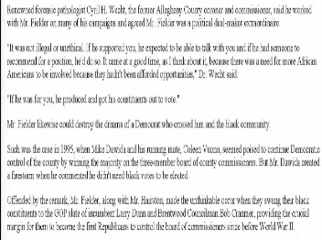 Renowned forensic pathologist Cyril H. Wecht, the former Allegheny County coroner and commissioner, said he worked
with Mr. Fielder on many of his campaigns and agreed Mr. Fielder was a political deal-maker extraordinaire.
"It was not illegal or unethical. If he supported you, he expected to be able to talk with you and if he had someone to
recommend for a position, he'd do so. It came at a good time, as I think about it, because there was a need for more African
Americans to be involved because they hadn't been afforded opportunities," Dr. Wecht said.
"If he was for you, he produced and got his constituents out to vote."
Mr. Fielder likewise could destroy the dreams of a Democrat who crossed him and the black community.
Such was the case in 1995, when Mike Dawida and his running mate, Coleen Vuono, seemed poised to continue Democratic
control of the county by winning the majority on the three-member board of county commissioners. But Mr. Dawida created
a firestorm when he commented he didn't need black votes to be elected.
Offended by the remark, Mr. Fielder, along with Mr. Hairston, made the unthinkable occur when they swung their black
constituents to the GOP slate of incumbent Larry Dunn and Brentwood Councilman Bob Cranmer, providing the crucial
margin for them to become the first Republicans to control the board of commissioners since before World War II.